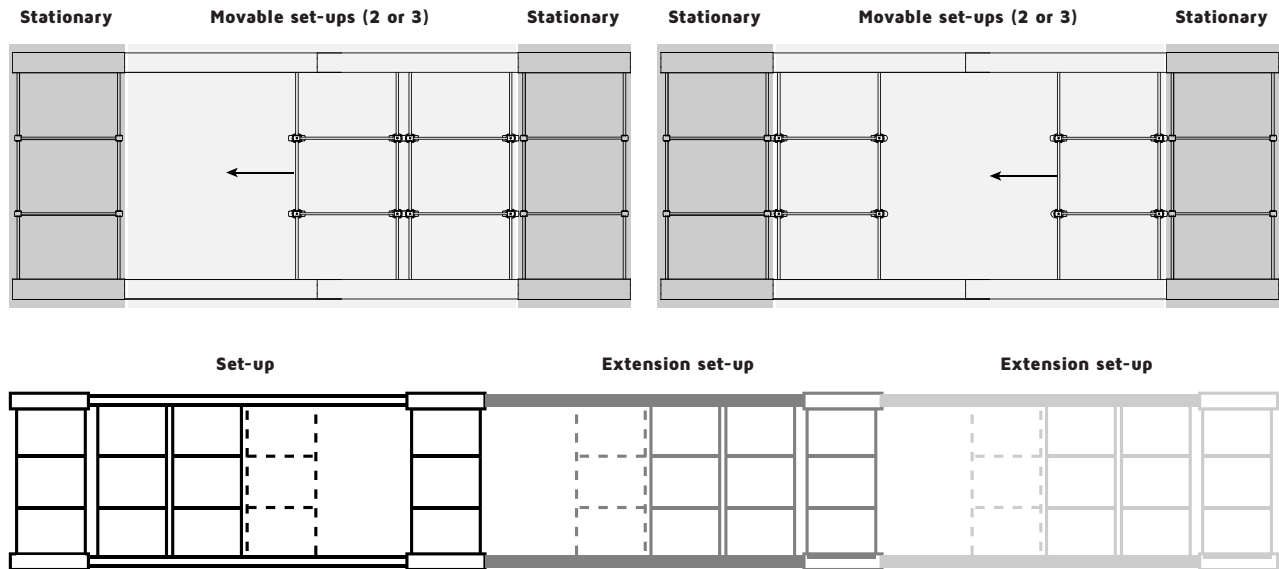 Stationary Movable set-ups (2 or 3) Stationary Stationary Movable set-ups (2 or 3) Stationary
Set-up Extension set-up Extension set-up